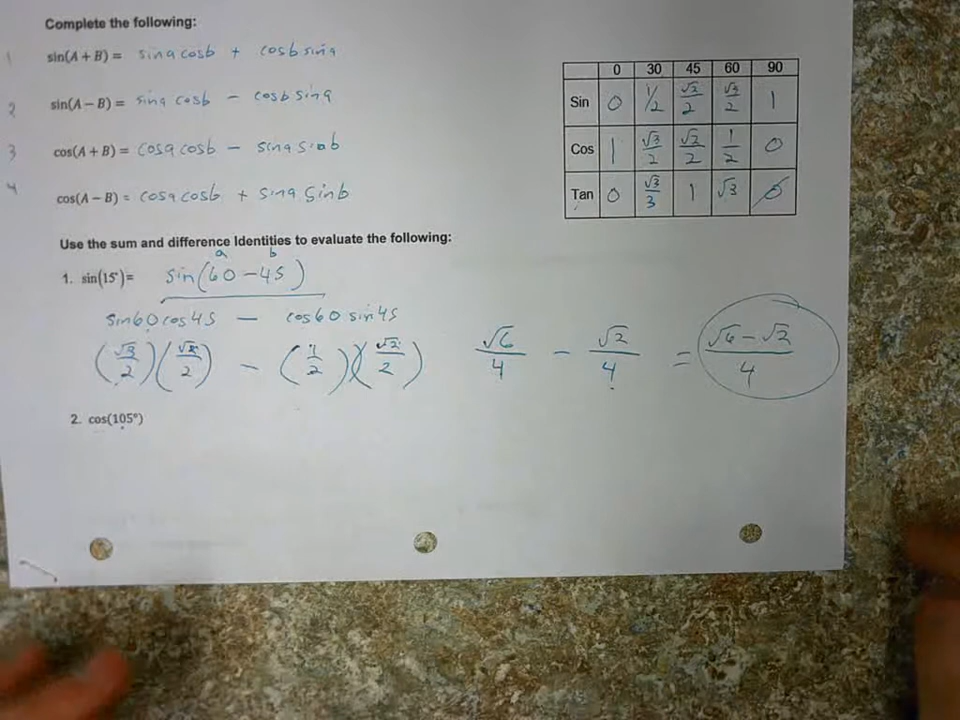 Complete the following:
1 sin(A + B) = sina cosb + cosb sina
2 sin(A − B) = sina cosb − cosb sina
3 cos(A + B) = cosa cosb − sina sinb
4 cos(A − B) = cosa cosb + sina sinb
0 30 45 60 90
Sin 0 1/2 √2/2 √3/2 1
Cos 1 √3/2 √2/2 1/2 0
Tan 0 √3/3 1 √3 Ø
Use the sum and difference Identities to evaluate the following:
a b
1. sin(15°)= sin(60 − 45)
sin60 cos45 − cos60 sin45
(√3/2)(√2/2) − (1/2)(√2/2) √6/4 − √2/4 = √6 − √2/4
2. cos(105°)